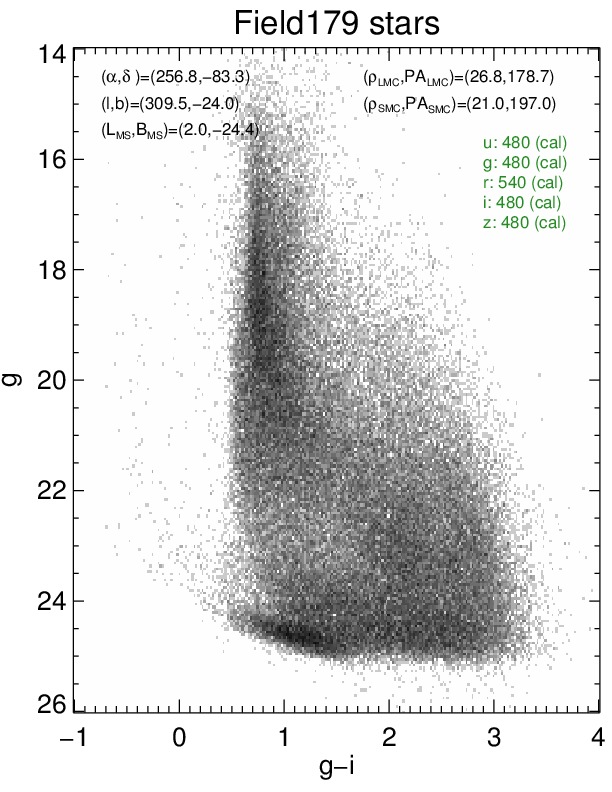 Field179 stars
(α,δ )=(256.8,−83.3)
(l,b)=(309.5,−24.0)
(LMS,BMS)=(2.0,−24.4)
(ρLMC,PALMC)=(26.8,178.7)
(ρSMC,PASMC)=(21.0,197.0)
u: 480 (cal)
g: 480 (cal)
r: 540 (cal)
i: 480 (cal)
z: 480 (cal)
g
14
16
18
20
22
24
26
−1 0 1 2 3 4
g−i